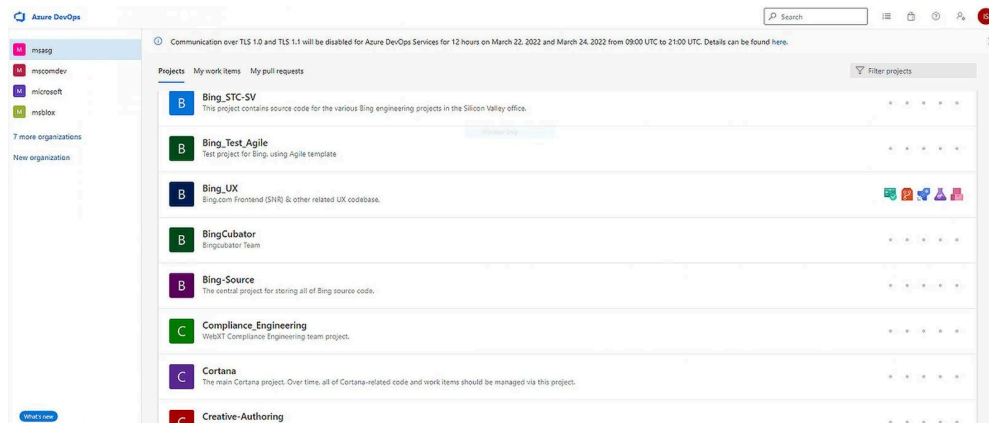 Azure DevOps
Search
IS
M msasg
M mscomdev
M microsoft
M msblox
7 more organizations
New organization
What's new
Communication over TLS 1.0 and TLS 1.1 will be disabled for Azure DevOps Services for 12 hours on March 22, 2022 and March 24, 2022 from 09:00 UTC to 21:00 UTC. Details can be found here.
Projects My work items My pull requests
Filter projects
B Bing_STC-SV
This project contains source code for the various Bing engineering projects in the Silicon Valley office.
B Bing_Test_Agile
Test project for Bing, using Agile template
B Bing_UX
Bing.com Frontend (SNR) & other related UX codebase.
B BingCubator
Bingcubator Team
B Bing-Source
The central project for storing all of Bing source code.
C Compliance_Engineering
WebXT Compliance Engineering team project.
C Cortana
The main Cortana project. Over time, all of Cortana-related code and work items should be managed via this project.
C Creative-Authoring